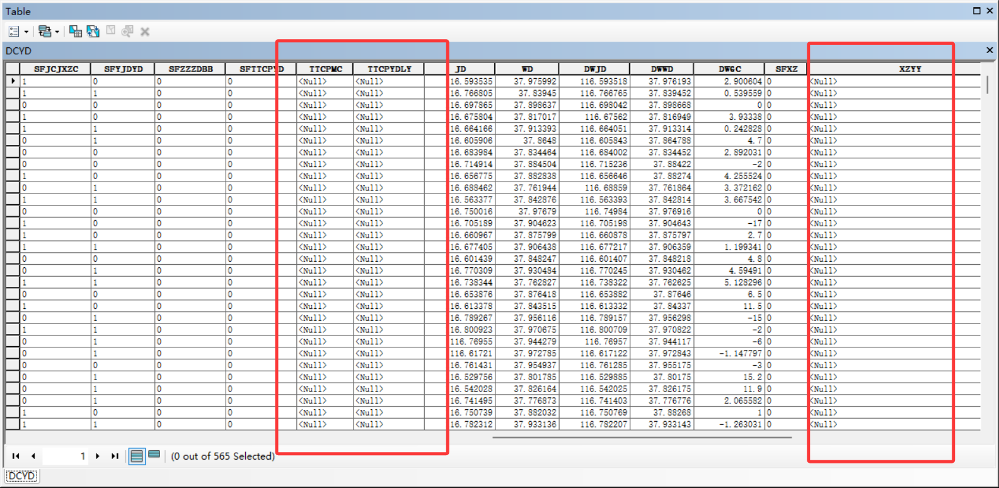 Table
DCYD
SFJCJXZC SFYJDYD SFZZZDBB SFTTCPYD TTCPMC TTCPYDLY JD WD DWJD DWWD DWGC SFXZ XZYY
1 0 0 0 <Null> <Null> 16.593535 37.975992 116.593518 37.976193 2.900604 0 <Null>
1 1 0 0 <Null> <Null> 16.766805 37.83945 116.766765 37.839452 0.539559 0 <Null>
0 0 0 0 <Null> <Null> 16.697865 37.898637 116.698042 37.898668 0 0 <Null>
1 0 0 0 <Null> <Null> 16.675804 37.817017 116.67562 37.816949 3.93338 0 <Null>
1 1 0 0 <Null> <Null> 16.664166 37.913393 116.664051 37.913314 0.242828 0 <Null>
0 1 0 0 <Null> <Null> 16.605906 37.8648 116.605843 37.864788 4.7 0 <Null>
0 0 0 0 <Null> <Null> 16.683984 37.834464 116.684002 37.834452 2.892031 0 <Null>
0 0 0 0 <Null> <Null> 16.714914 37.884504 116.715236 37.88422 -2 0 <Null>
1 0 0 0 <Null> <Null> 16.656775 37.882838 116.656646 37.88274 4.255524 0 <Null>
0 1 0 0 <Null> <Null> 16.688462 37.761944 116.68859 37.761864 3.372162 0 <Null>
1 1 0 0 <Null> <Null> 16.563377 37.842876 116.563393 37.842814 3.667542 0 <Null>
0 0 0 0 <Null> <Null> 16.750016 37.97679 116.74984 37.976916 0 0 <Null>
1 0 0 0 <Null> <Null> 16.705189 37.904623 116.705198 37.904643 -17 0 <Null>
1 0 0 0 <Null> <Null> 16.660967 37.875799 116.660878 37.875797 2.7 0 <Null>
1 1 0 0 <Null> <Null> 16.677405 37.906438 116.677217 37.906359 1.199341 0 <Null>
0 0 0 0 <Null> <Null> 16.601439 37.848247 116.601407 37.848218 4.8 0 <Null>
0 1 0 0 <Null> <Null> 16.770309 37.930484 116.770245 37.930462 4.59491 0 <Null>
1 1 0 0 <Null> <Null> 16.738344 37.762827 116.738322 37.762625 5.128296 0 <Null>
0 0 0 0 <Null> <Null> 16.653876 37.876418 116.653882 37.87646 6.5 0 <Null>
1 0 0 0 <Null> <Null> 16.613378 37.843515 116.613332 37.84337 11.5 0 <Null>
0 1 0 0 <Null> <Null> 16.789267 37.956116 116.789157 37.956298 -15 0 <Null>
1 1 0 0 <Null> <Null> 16.800923 37.970675 116.800709 37.970822 -2 0 <Null>
0 1 0 0 <Null> <Null> 116.76955 37.944279 116.76957 37.944117 -6 0 <Null>
0 1 0 0 <Null> <Null> 116.61721 37.972785 116.617122 37.972843 -1.147797 0 <Null>
0 0 0 0 <Null> <Null> 16.761431 37.954937 116.761285 37.955175 -3 0 <Null>
0 1 0 0 <Null> <Null> 16.529756 37.801785 116.529885 37.80175 15.2 0 <Null>
0 1 0 0 <Null> <Null> 16.542028 37.826164 116.542025 37.826175 11.9 0 <Null>
0 1 0 0 <Null> <Null> 16.741495 37.776873 116.741403 37.776776 2.065582 0 <Null>
1 0 0 0 <Null> <Null> 16.750739 37.882032 116.750769 37.88268 1 0 <Null>
1 1 0 0 <Null> <Null> 16.782312 37.933136 116.782207 37.933143 -1.263031 0 <Null>
1 (0 out of 565 Selected)
DCYD